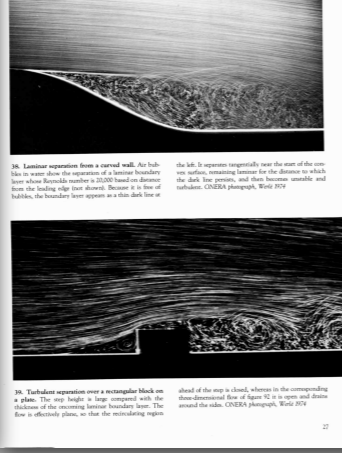 38. Laminar separation from a curved wall. Air bub-
bles in water show the separation of a laminar boundary
layer whose Reynolds number is 20,000 based on distance
from the leading edge (not shown). Because it is free of
bubbles, the boundary layer appears as a thin dark line at
the left. It separates tangentially near the start of the con-
vex surface, remaining laminar for the distance to which
the dark line persists, and then becomes unstable and
turbulent. ONERA photograph, Werlé 1974
39. Turbulent separation over a rectangular block on
a plate. The step height is large compared with the
thickness of the oncoming laminar boundary layer. The
flow is effectively plane, so that the recirculating region
ahead of the step is closed, whereas in the corresponding
three-dimensional flow of figure 92 it is open and drains
around the sides. ONERA photograph, Werlé 1974
27